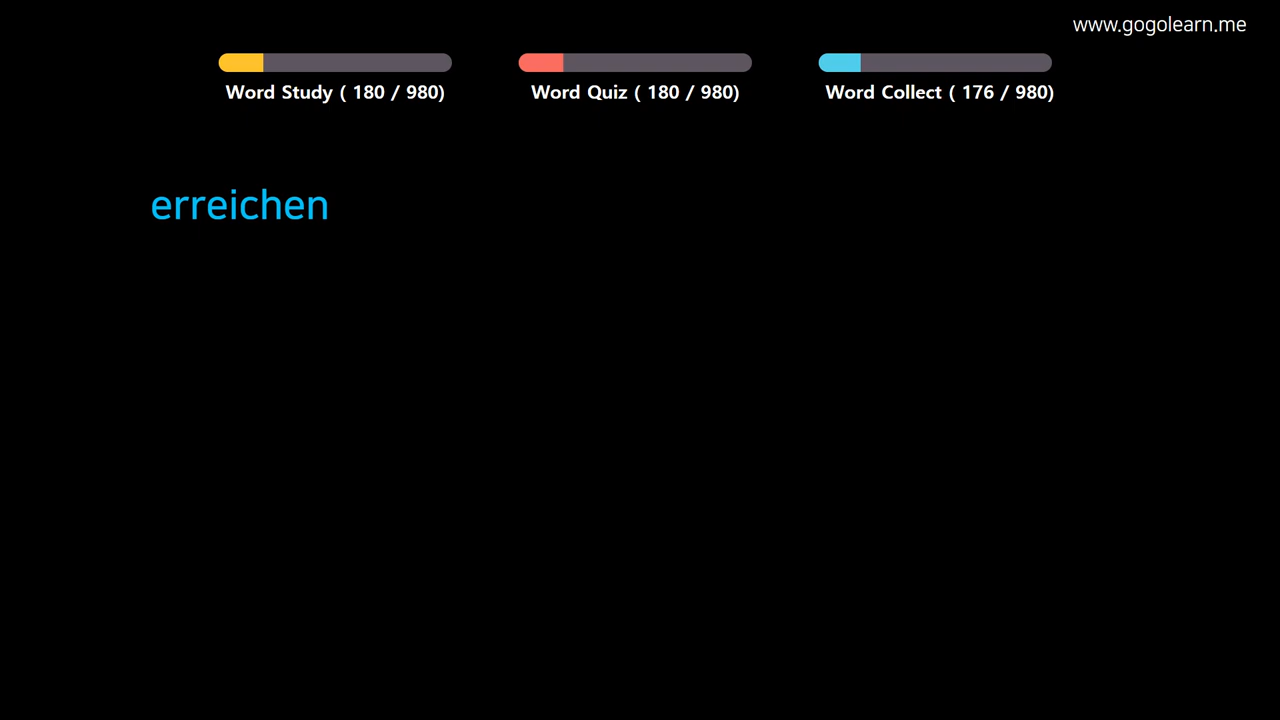 www.gogolearn.me
Word Study ( 180 / 980)
Word Quiz ( 180 / 980)
Word Collect ( 176 / 980)
erreichen